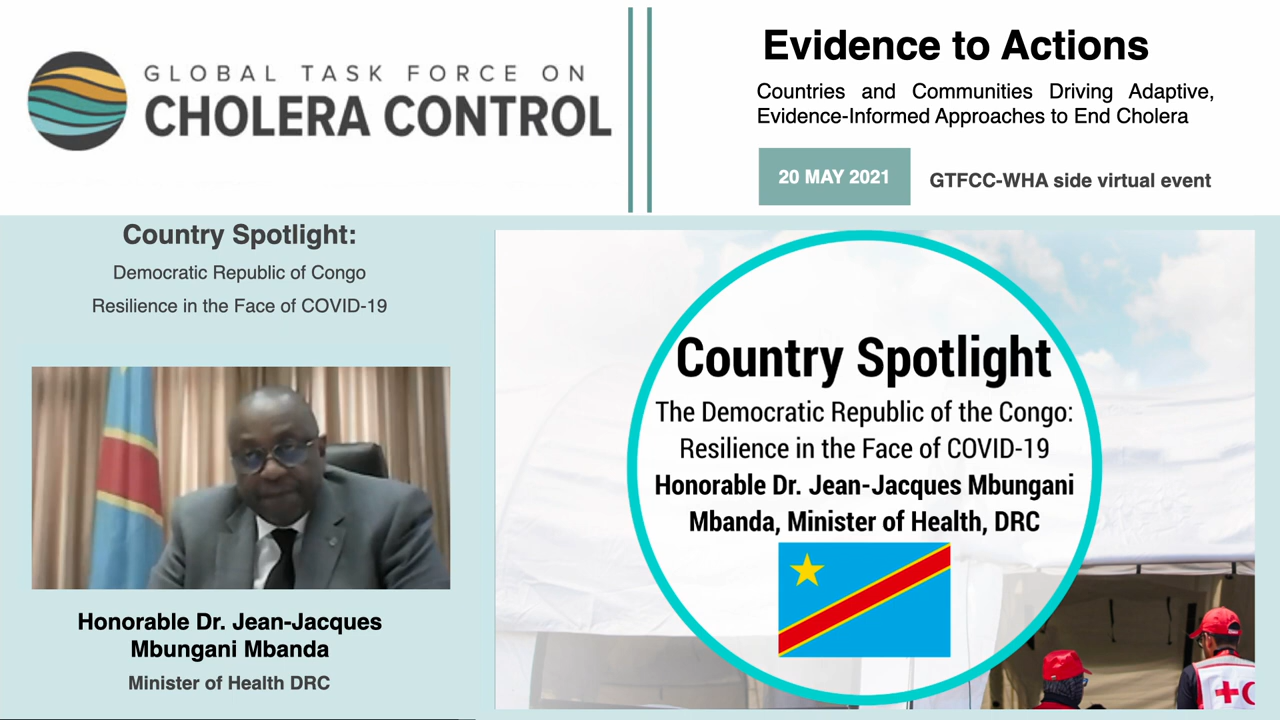 GLOBAL TASK FORCE ON
CHOLERA CONTROL
Evidence to Actions
Countries and Communities Driving Adaptive,
Evidence-Informed Approaches to End Cholera
20 MAY 2021
GTFCC-WHA side virtual event
Country Spotlight:
Democratic Republic of Congo
Resilience in the Face of COVID-19
Honorable Dr. Jean-Jacques
Mbungani Mbanda
Minister of Health DRC
Country Spotlight
The Democratic Republic of the Congo:
Resilience in the Face of COVID-19
Honorable Dr. Jean-Jacques Mbungani
Mbanda, Minister of Health, DRC